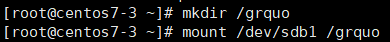 [root@centos7-3 ~]# mkdir /grquo
[root@centos7-3 ~]# mount /dev/sdb1 /grquo